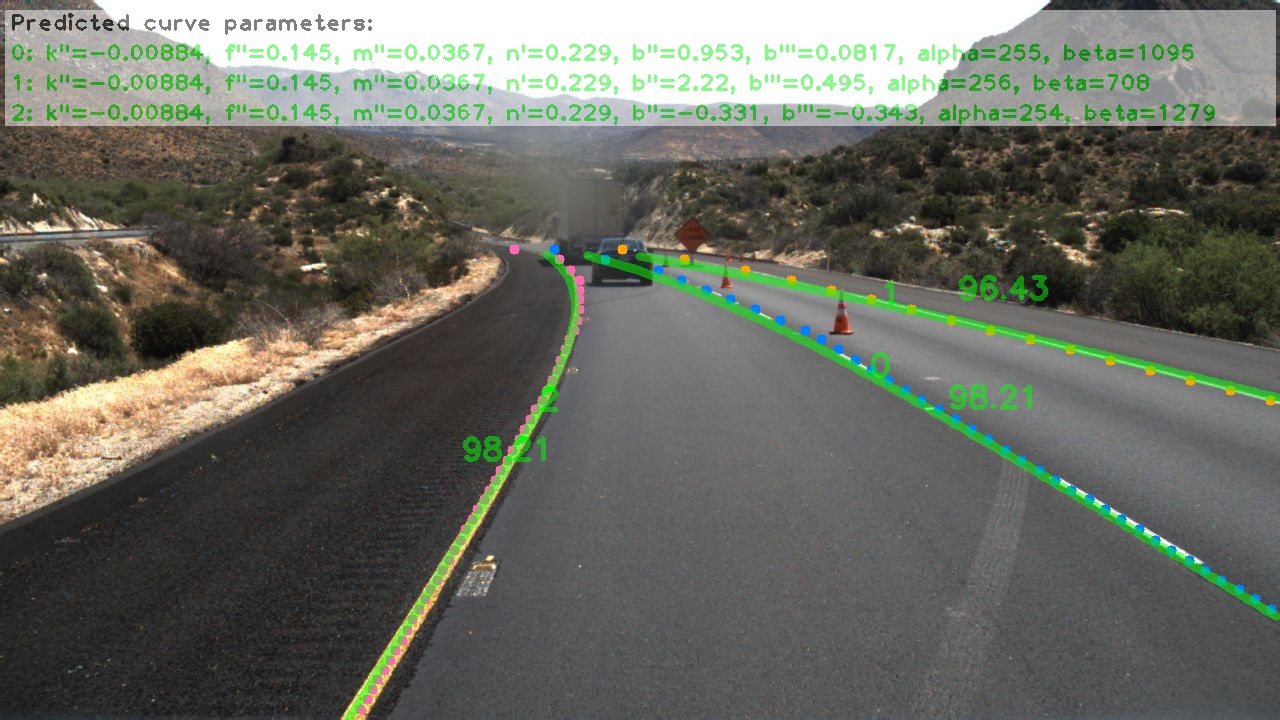 Predicted curve parameters:
0: k''=-0.00884, f''=0.145, m''=0.0367, n'=0.229, b''=0.953, b'''=0.0817, alpha=255, beta=1095
1: k''=-0.00884, f''=0.145, m''=0.0367, n'=0.229, b''=2.22, b'''=0.495, alpha=256, beta=708
2: k''=-0.00884, f''=0.145, m''=0.0367, n'=0.229, b''=-0.331, b'''=-0.343, alpha=254, beta=1279
1
96.43
0
98.21
2
98.21